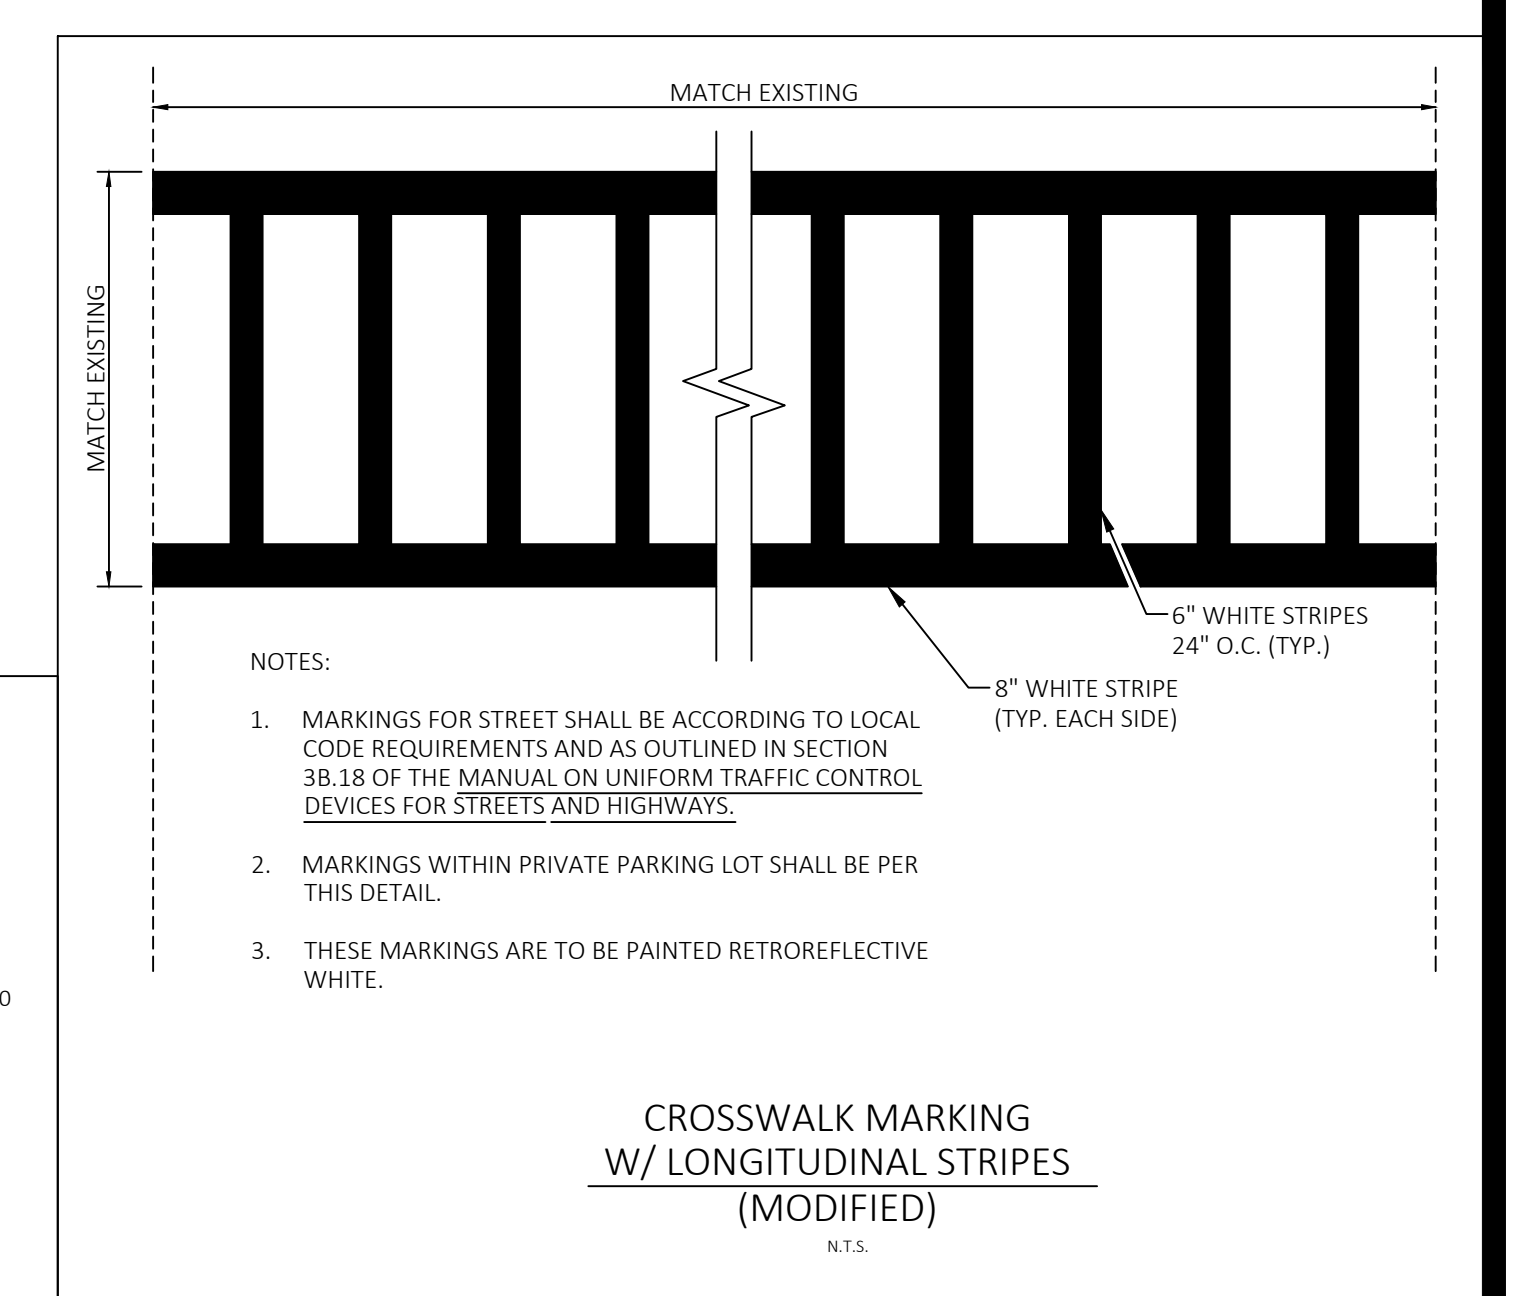 MATCH EXISTING
MATCH EXISTING
6" WHITE STRIPES
24" O.C. (TYP.)
8" WHITE STRIPE
(TYP. EACH SIDE)
NOTES:
1. MARKINGS FOR STREET SHALL BE ACCORDING TO LOCAL
CODE REQUIREMENTS AND AS OUTLINED IN SECTION
3B.18 OF THE MANUAL ON UNIFORM TRAFFIC CONTROL
DEVICES FOR STREETS AND HIGHWAYS.
2. MARKINGS WITHIN PRIVATE PARKING LOT SHALL BE PER
THIS DETAIL.
3. THESE MARKINGS ARE TO BE PAINTED RETROREFLECTIVE
WHITE.
0
CROSSWALK MARKING
W/ LONGITUDINAL STRIPES
(MODIFIED)
N.T.S.